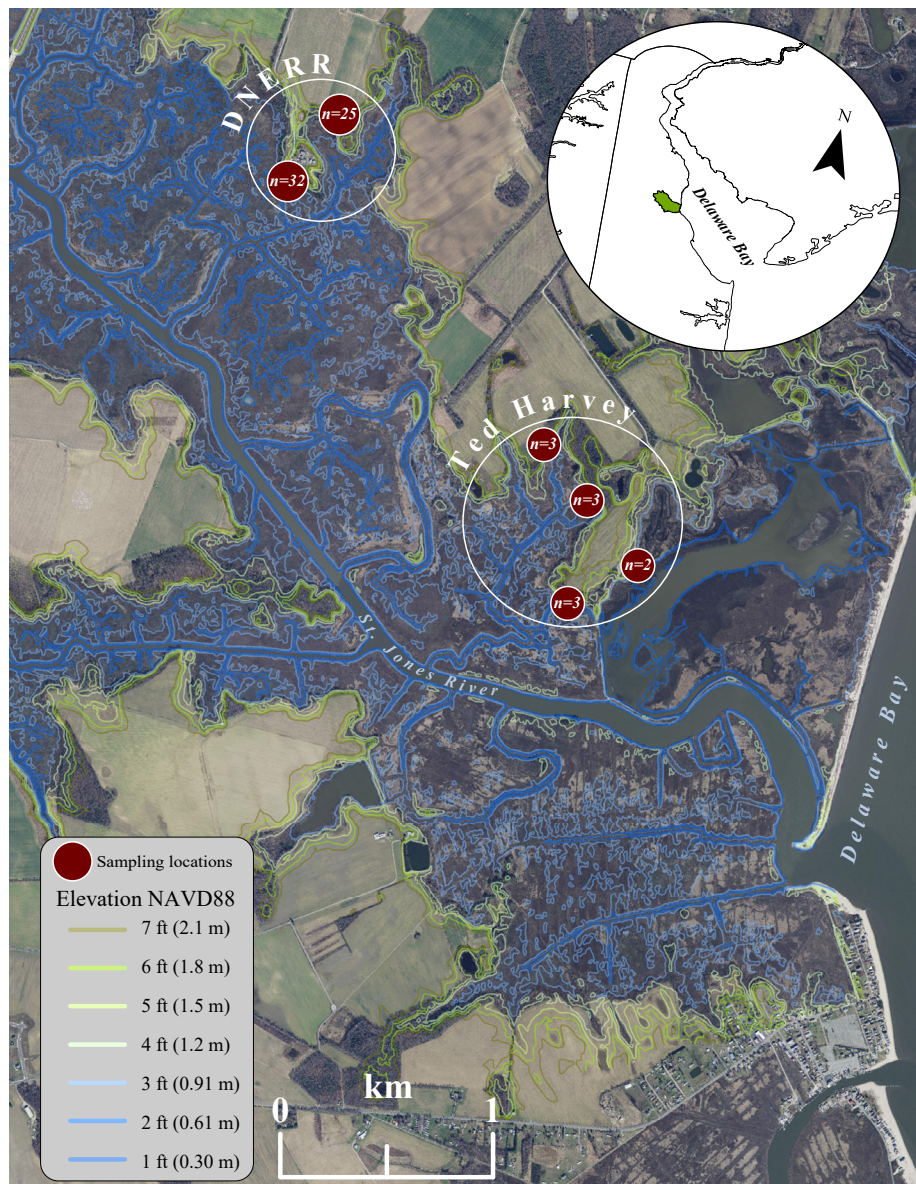 DNERR
n=25
n=32
N
Delaware Bay
Ted Harvey
n=3
n=3
n=2
n=3
St. Jones River
Delaware Bay
Sampling locations
Elevation NAVD88
7 ft (2.1 m)
6 ft (1.8 m)
5 ft (1.5 m)
4 ft (1.2 m)
3 ft (0.91 m)
2 ft (0.61 m)
1 ft (0.30 m)
km
0 1